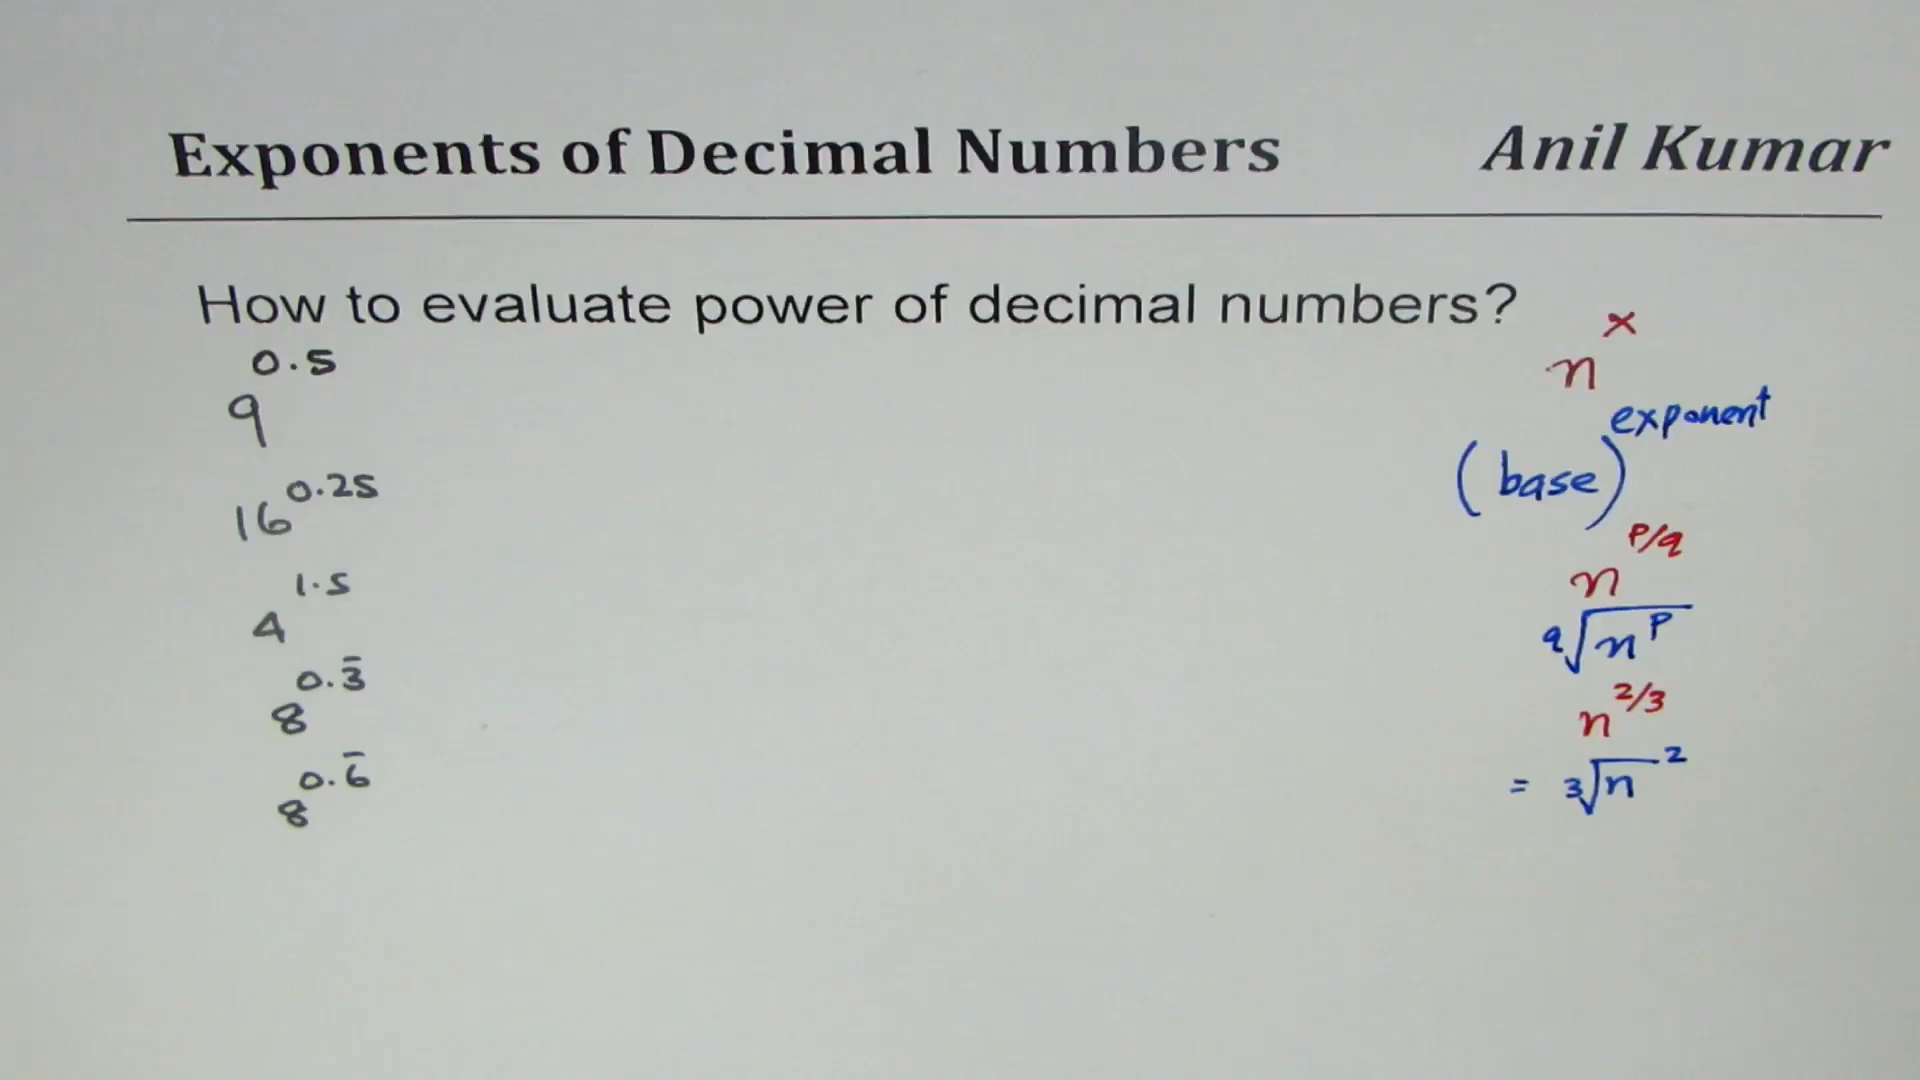 Exponents of Decimal Numbers Anil Kumar
How to evaluate power of decimal numbers?
9^0.5
16^0.25
4^1.5
8^0.3̅
8^0.6̅
n^x
(base)^exponent
n^p/q
q√n^p
n^2/3
= 3√n^2